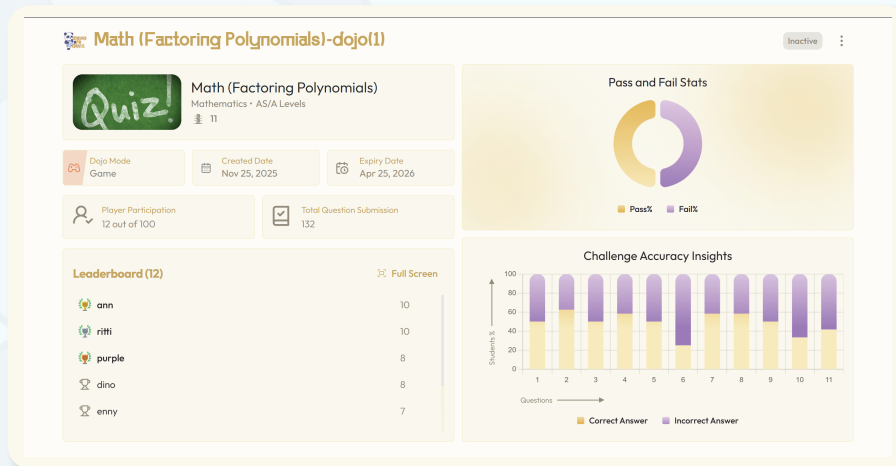 Math (Factoring Polynomials)-dojo(1)
Inactive
Quiz!
Math (Factoring Polynomials)
Mathematics • AS/A Levels
11
Dojo Mode
Game
Created Date
Nov 25, 2025
Expiry Date
Apr 25, 2026
Player Participation
12 out of 100
Total Question Submission
132
Leaderboard (12)
Full Screen
ann 10
ritti 10
purple 8
dino 8
enny 7
Pass and Fail Stats
Pass% Fail%
Challenge Accuracy Insights
Students %
100
80
60
40
20
0
1 2 3 4 5 6 7 8 9 10 11
Questions
Correct Answer Incorrect Answer